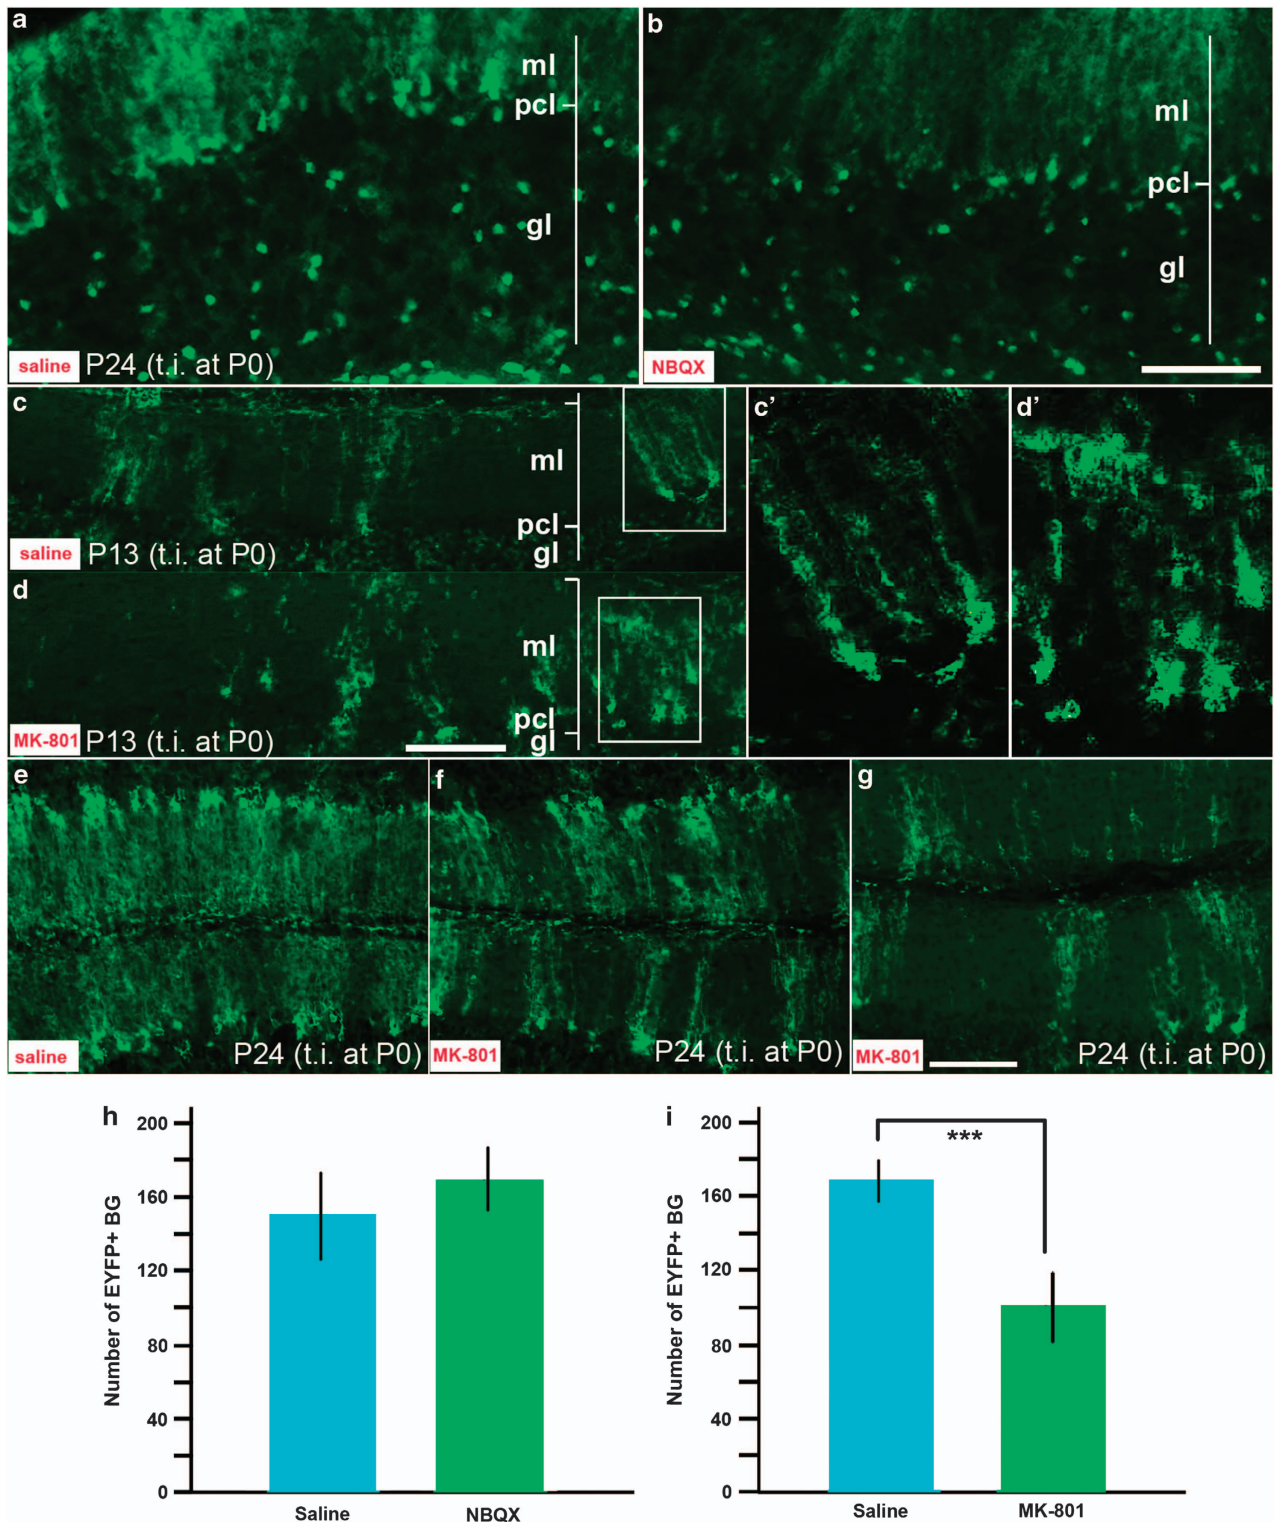 a
ml
pcl
gl
saline P24 (t.i. at P0)
b
ml
pcl
gl
NBQX
c
ml
pcl
gl
saline P13 (t.i. at P0)
d
ml
pcl
gl
MK-801 P13 (t.i. at P0)
c’
d’
e
saline P24 (t.i. at P0)
f
MK-801 P24 (t.i. at P0)
g
MK-801 P24 (t.i. at P0)
h
Number of EYFP+ BG
200
160
120
80
40
0
Saline NBQX
i
Number of EYFP+ BG
200
160
120
80
40
0
***
Saline MK-801